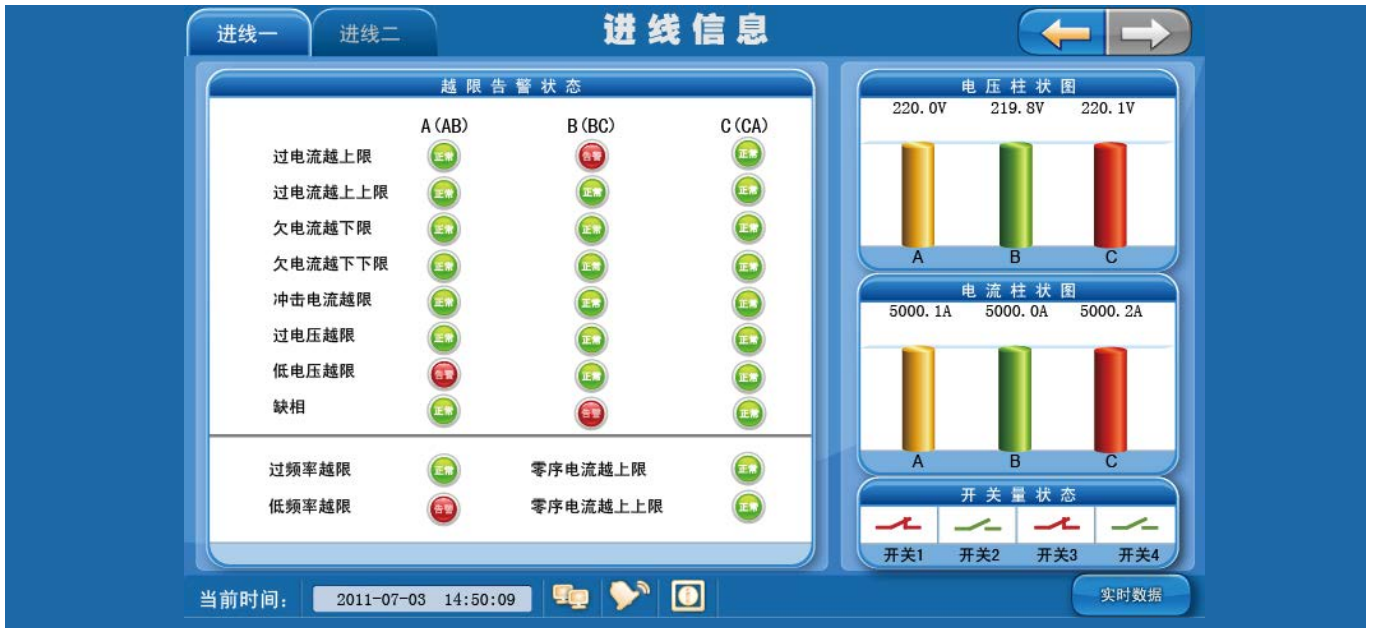 进线一 进线二 进线信息
越限告警状态
A(AB) B(BC) C(CA)
过电流越上限 正常 告警 正常
过电流越上上限 正常 正常 正常
欠电流越下限 正常 正常 正常
欠电流越下下限 正常 正常 正常
冲击电流越限 正常 正常 正常
过电压越限 正常 正常 正常
低电压越限 告警 正常 正常
缺相 正常 告警 正常
过频率越限 正常 零序电流越上限 正常
低频率越限 告警 零序电流越上上限 正常
电压柱状图
220.0V 219.8V 220.1V
A B C
电流柱状图
5000.1A 5000.0A 5000.2A
A B C
开关量状态
开关1 开关2 开关3 开关4
当前时间: 2011-07-03 14:50:09 实时数据